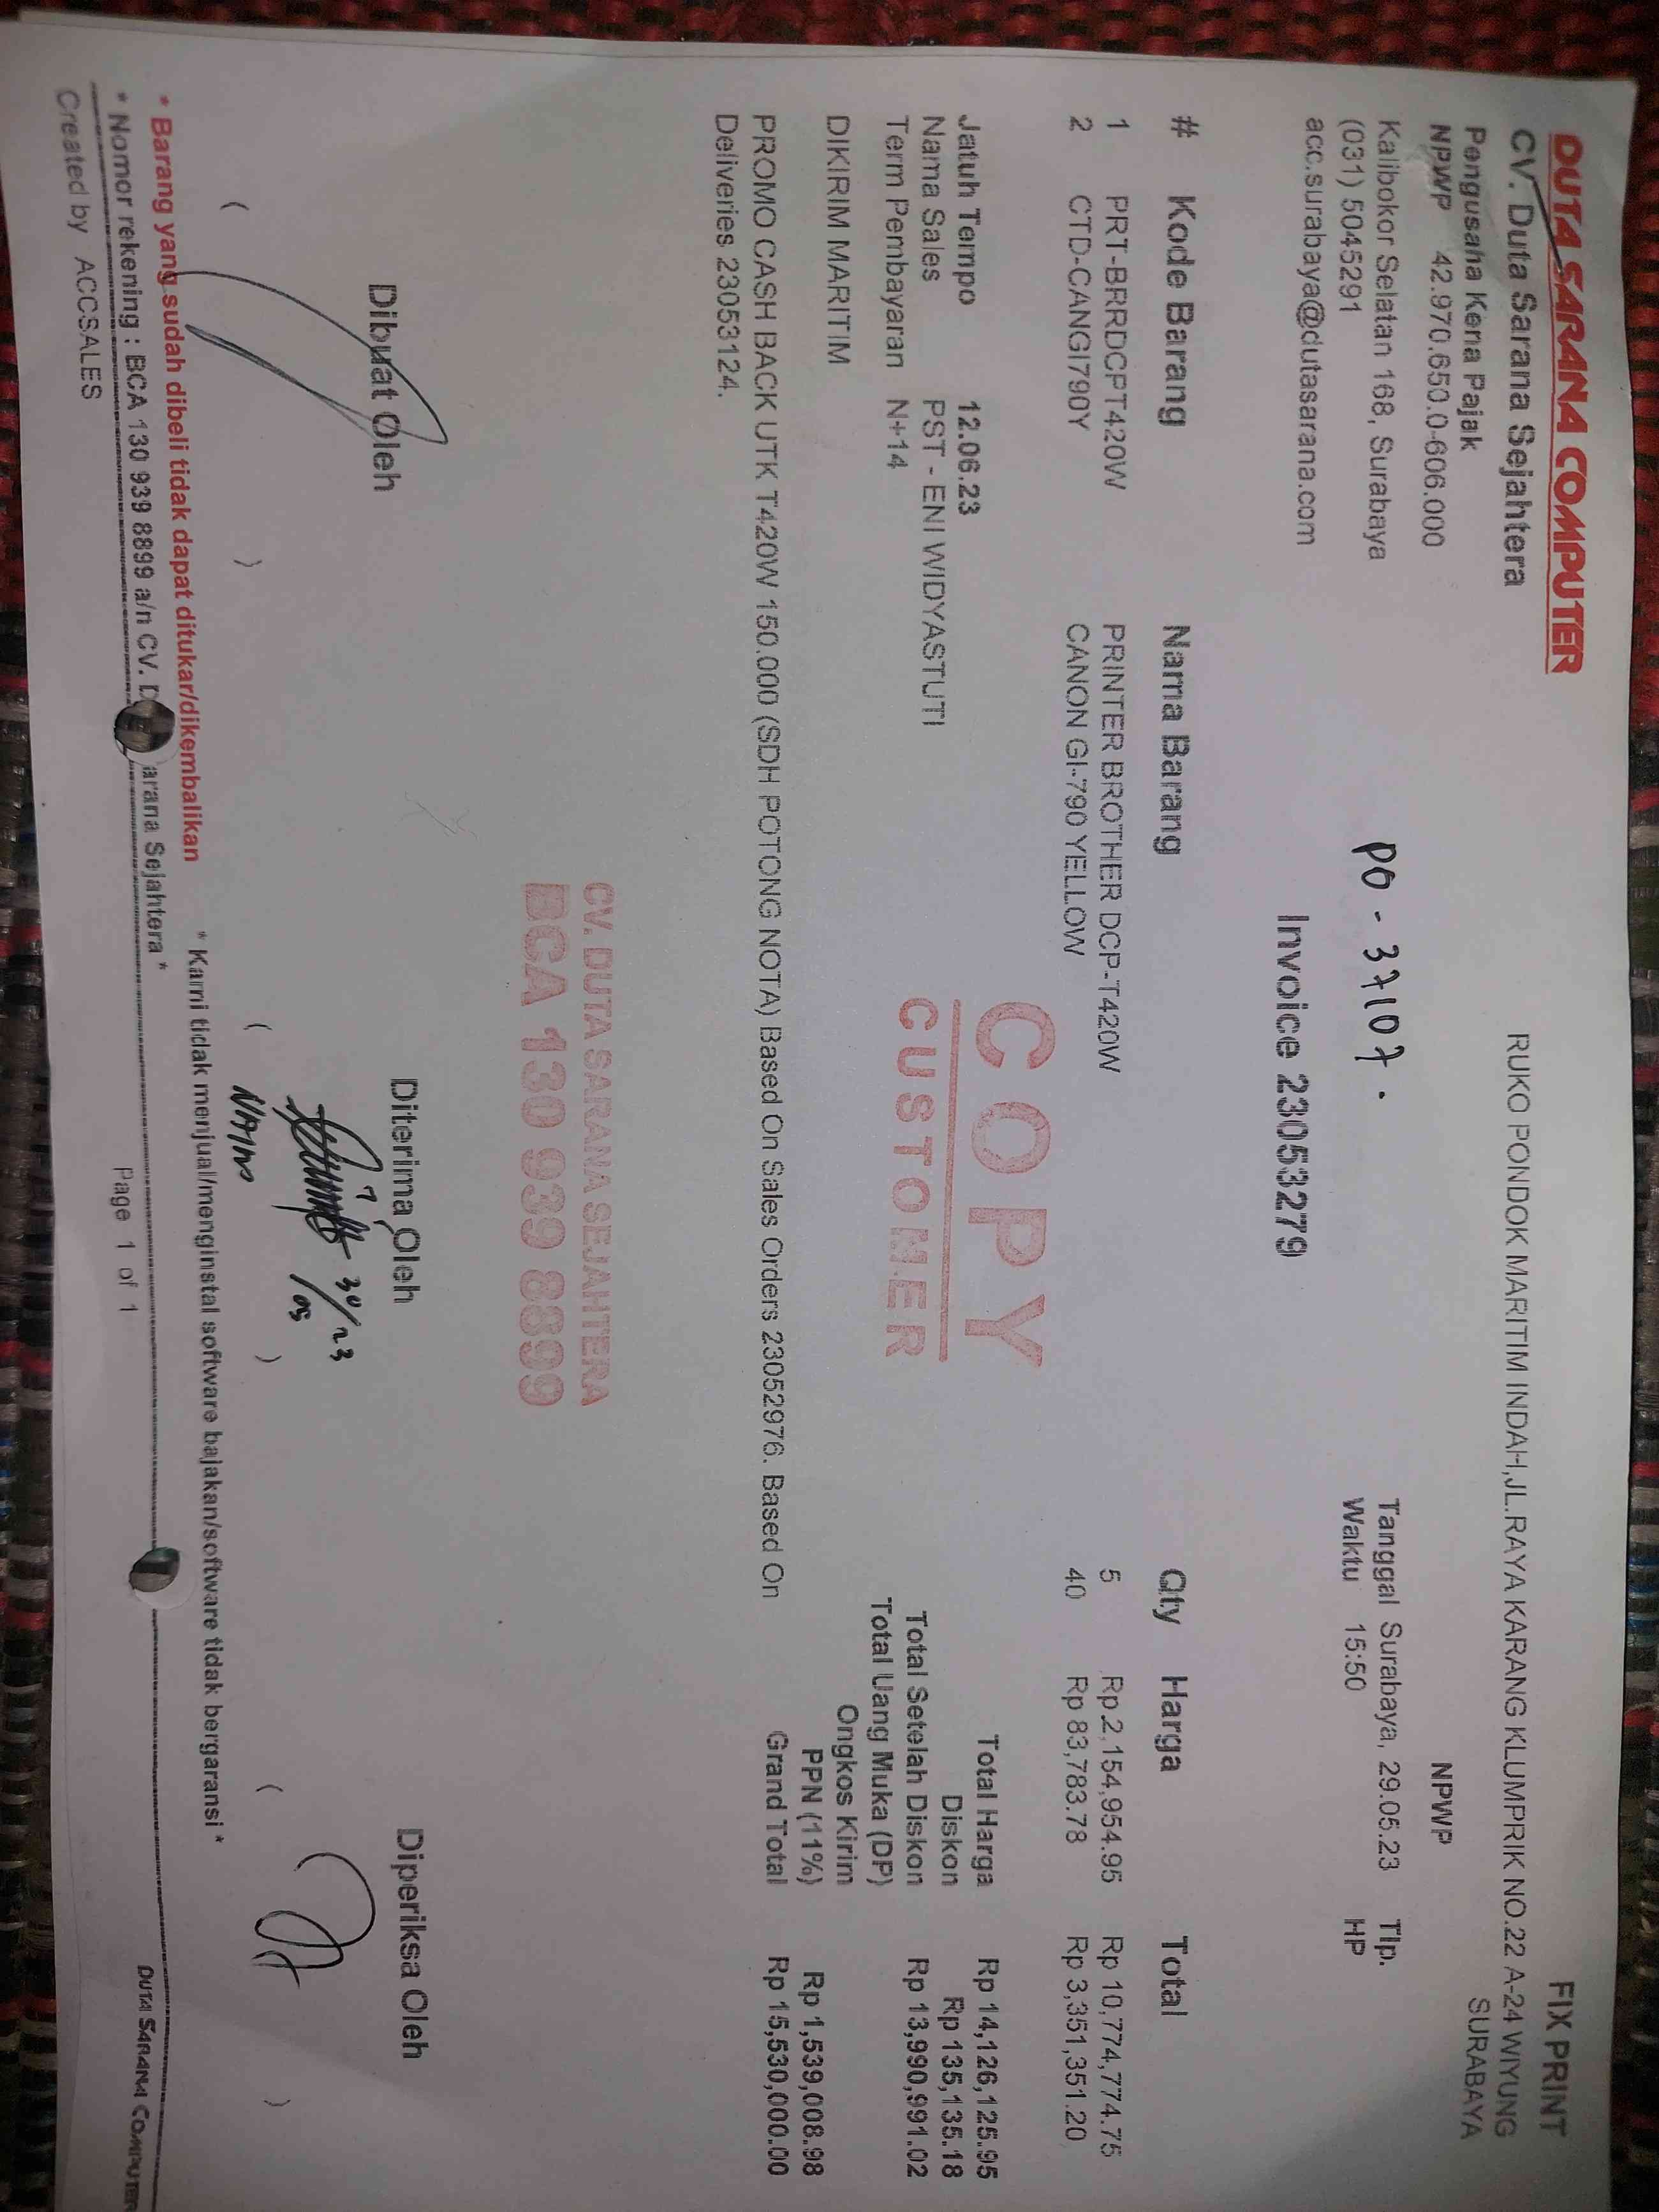 DUTA SARANA COMPUTER
CV. Duta Sarana Sejahtera
Pengusaha Kena Pajak
NPWP 42.970.650.0-606.000
Kalibokor Selatan 168, Surabaya
(031) 5045291
acc.surabaya@dutasarana.com
FIX PRINT
RUKO PONDOK MARITIM INDAH,JL.RAYA KARANG KLUMPRIK NO.22 A-24 WIYUNG
SURABAYA
NPWP
PO - 37107.
Tanggal Surabaya, 29.05.23 Tlp.
Waktu 15:50 HP
Invoice 23053279
# Kode Barang Nama Barang Qty Harga Total
1 PRT-BRRDCPT420W PRINTER BROTHER DCP-T420W 5 Rp 2,154,954.95 Rp 10,774,774.75
2 CTD-CANGI790Y CANON GI-790 YELLOW 40 Rp 83,783.78 Rp 3,351,351.20
COPY
CUSTOMER
Jatuh Tempo 12.06.23
Nama Sales PST - ENI WIDYASTUTI
Term Pembayaran N+14
DIKIRIM MARITIM
Total Harga Rp 14,126,125.95
Diskon Rp 135,135.18
Total Setelah Diskon Rp 13,990,991.02
Total Uang Muka (DP)
Ongkos Kirim
PPN (11%) Rp 1,539,008.98
Grand Total Rp 15,530,000.00
PROMO CASH BACK UTK T420W 150.000 (SDH POTONG NOTA) Based On Sales Orders 23052976. Based On
Deliveries 23053124.
CV. DUTA SARANA SEJAHTERA
BCA 130 939 8899
Dibuat Oleh Diterima Oleh Diperiksa Oleh
30/23
/05
( ) ( ) ( )
* Barang yang sudah dibeli tidak dapat ditukar/dikembalikan * Kami tidak menjual/menginstal software bajakan/software tidak bergaransi *
* Nomor rekening : BCA 130 939 8899 a/n CV. D arana Sejahtera *
Created by ACCSALES Page 1 of 1 DUTA SARANA COMPUTER